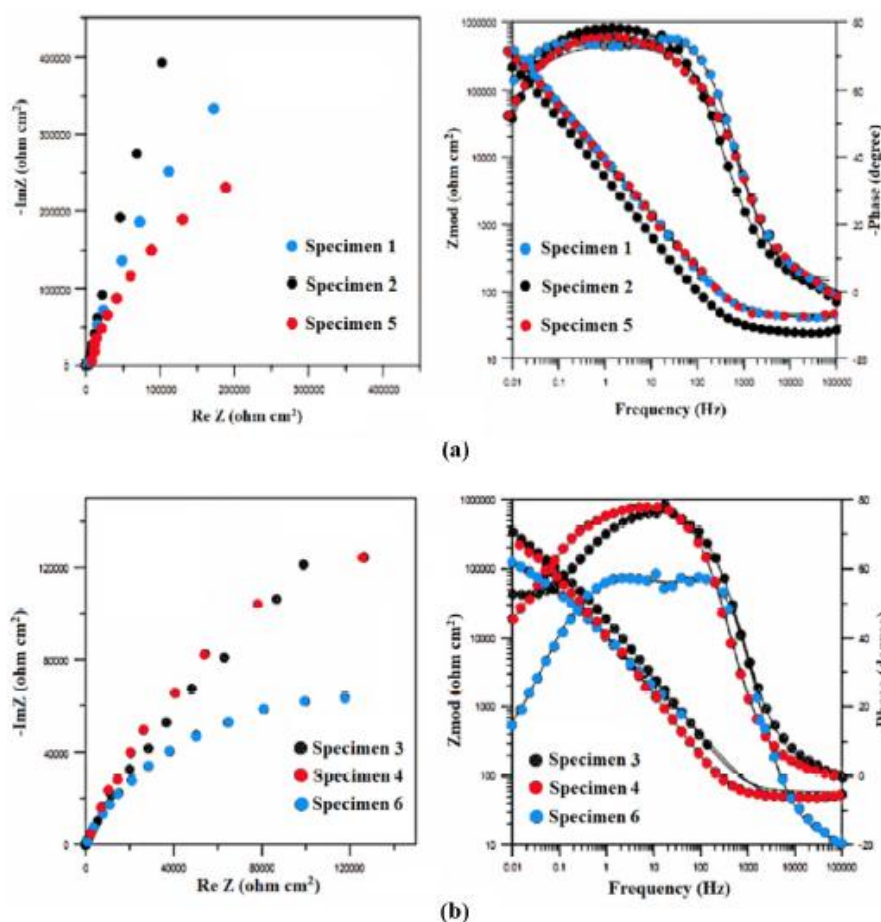 400000
300000
200000
100000
0
-ImZ (ohm cm²)
Specimen 1
Specimen 2
Specimen 5
0
100000
200000
300000
400000
Re Z (ohm cm²)
1000000
100000
10000
1000
100
10
Zmod (ohm cm²)
Specimen 1
Specimen 2
Specimen 5
80
60
40
20
0
-20
-Phase (degree)
0.01
0.1
1
10
100
1000
10000
100000
Frequency (Hz)
(a)
120000
80000
40000
0
-ImZ (ohm cm²)
Specimen 3
Specimen 4
Specimen 6
0
40000
80000
120000
Re Z (ohm cm²)
1000000
100000
10000
1000
100
10
Zmod (ohm cm²)
Specimen 3
Specimen 4
Specimen 6
80
60
40
20
0
-20
-Phase (degree)
0.01
0.1
1
10
100
1000
10000
100000
Frequency (Hz)
(b)